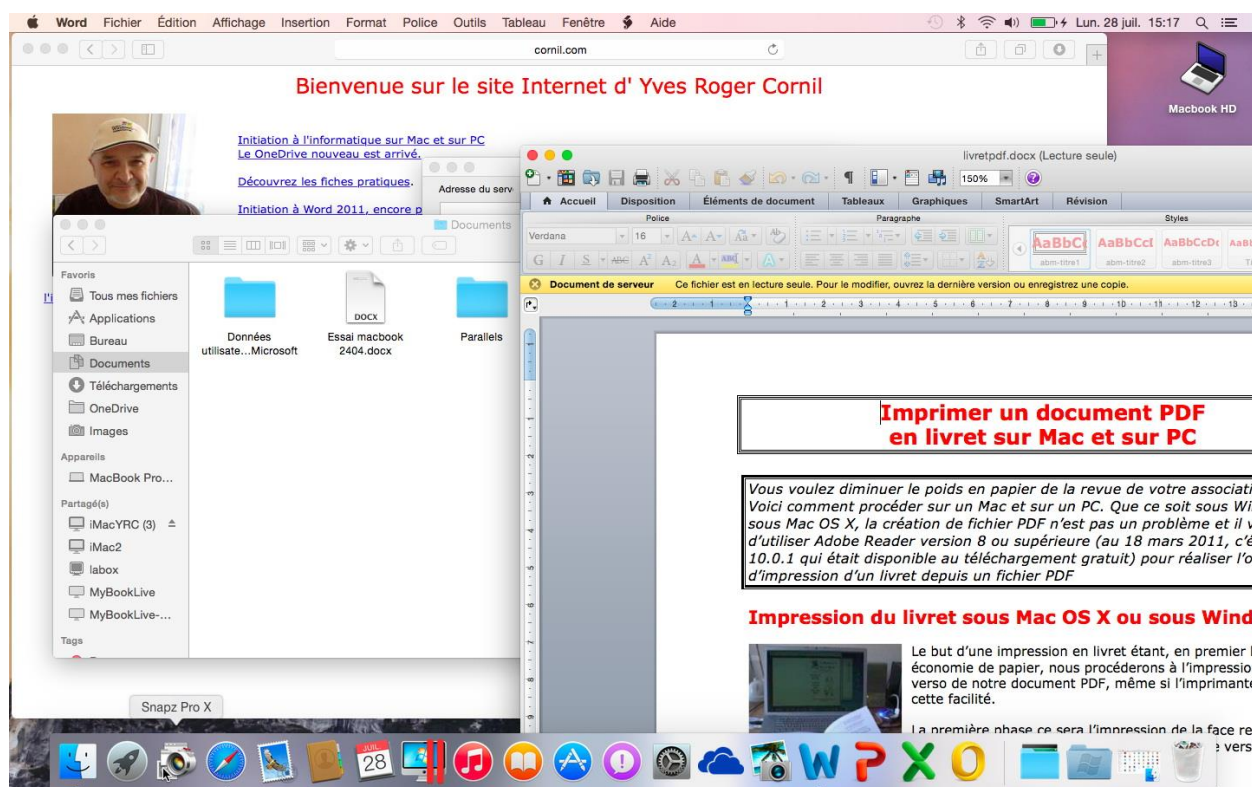 Word Fichier Édition Affichage Insertion Format Police Outils Tableau Fenêtre Aide Lun. 28 juil. 15:17
cornil.com
Macbook HD
Bienvenue sur le site Internet d' Yves Roger Cornil
Initiation à l'informatique sur Mac et sur PC
Le OneDrive nouveau est arrivé.
Découvrez les fiches pratiques.
Initiation à Word 2011, encore p
Adresse du serv
Documents
Favoris
Tous mes fichiers
Applications
Bureau
Documents
Téléchargements
OneDrive
Images
Appareils
MacBook Pro...
Partagé(s)
iMacYRC (3)
iMac2
labox
MyBookLive
MyBookLive-...
Tags
Données
utilisate...Microsoft
Essai macbook
2404.docx
DOCX
Parallels
livretpdf.docx (Lecture seule)
150%
Accueil Disposition Éléments de document Tableaux Graphiques SmartArt Révision
Police Paragraphe Styles
Verdana 16
AaBbC AaBbCcI AaBbCcDc
abm-titre1 abm-titre2 abm-titre3
Document de serveur Ce fichier est en lecture seule. Pour le modifier, ouvrez la dernière version ou enregistrez une copie.
Imprimer un document PDF
en livret sur Mac et sur PC
Vous voulez diminuer le poids en papier de la revue de votre associati
Voici comment procéder sur un Mac et sur un PC. Que ce soit sous Wi
sous Mac OS X, la création de fichier PDF n'est pas un problème et il v
d'utiliser Adobe Reader version 8 ou supérieure (au 18 mars 2011, c'é
10.0.1 qui était disponible au téléchargement gratuit) pour réaliser l'o
d'impression d'un livret depuis un fichier PDF
Impression du livret sous Mac OS X ou sous Wind
Le but d'une impression en livret étant, en premier l
économie de papier, nous procéderons à l'impressio
verso de notre document PDF, même si l'imprimante
cette facilité.
La première phase ce sera l'impression de la face re
Snapz Pro X
JUIL.
28